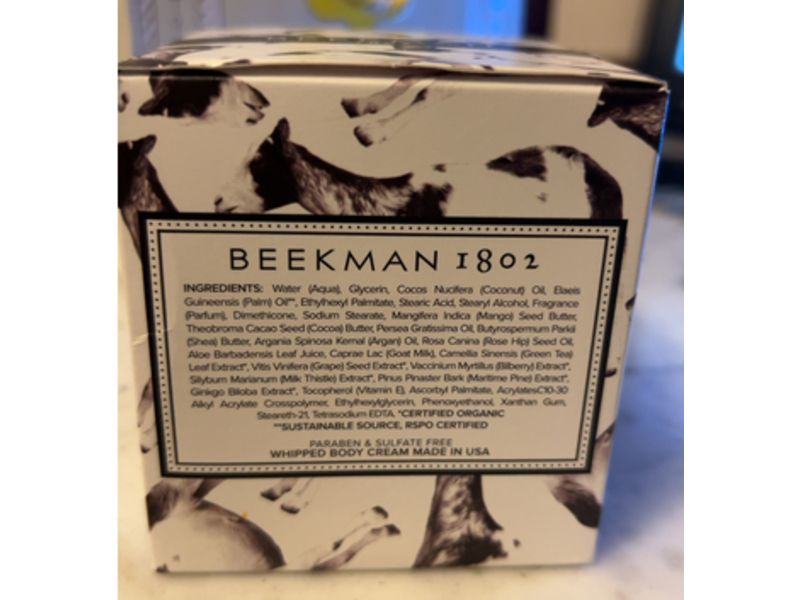 BEEKMAN 1802
INGREDIENTS: Water (Aqua), Glycerin, Cocos Nucifera (Coconut) Oil, Elaeis
Guineensis (Palm) Oil**, Ethylhexyl Palmitate, Stearic Acid, Stearyl Alcohol, Fragrance
(Parfum), Dimethicone, Sodium Stearate, Mangifera Indica (Mango) Seed Butter,
Theobroma Cacao Seed (Cocoa) Butter, Persea Gratissima Oil, Butyrospermum Parkii
(Shea) Butter, Argania Spinosa Kernal (Argan) Oil, Rosa Canina (Rose Hip) Seed Oil,
Aloe Barbadensis Leaf Juice, Caprae Lac (Goat Milk), Camellia Sinensis (Green Tea)
Leaf Extract*, Vitis Vinifera (Grape) Seed Extract*, Vaccinium Myrtillus (Bilberry) Extract*,
Silybum Marianum (Milk Thistle) Extract*, Pinus Pinaster Bark (Maritime Pine) Extract*,
Ginkgo Biloba Extract*, Tocopherol (Vitamin E), Ascorbyl Palmitate, AcrylatesC10-30
Alkyl Acrylate Crosspolymer, Ethylhexylglycerin, Phenoxyethanol, Xanthan Gum,
Steareth-21, Tetrasodium EDTA, *CERTIFIED ORGANIC
**SUSTAINABLE SOURCE, RSPO CERTIFIED
PARABEN & SULFATE FREE
WHIPPED BODY CREAM MADE IN USA